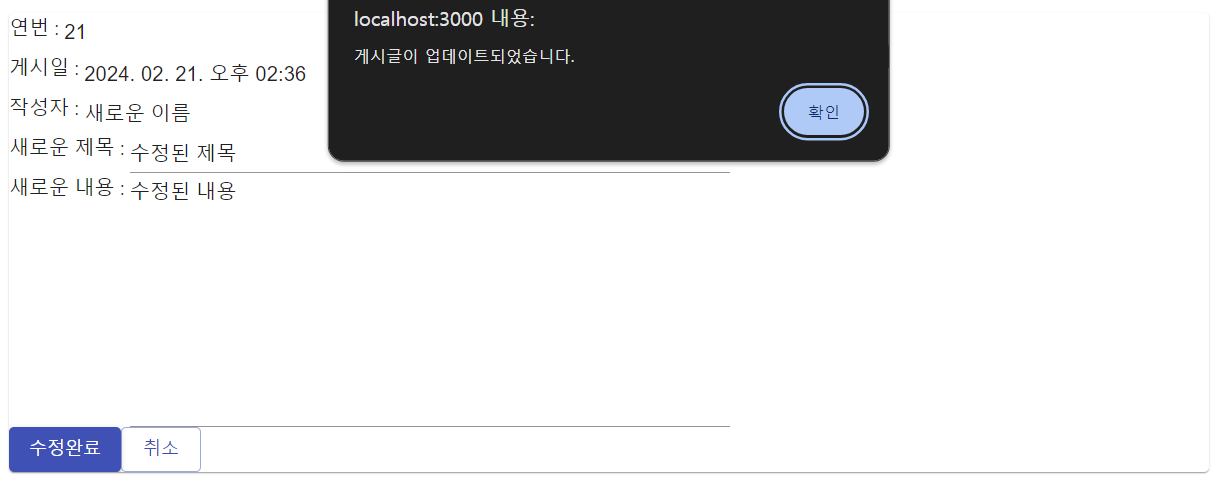 localhost:3000 내용:
게시글이 업데이트되었습니다.
확인
연번 : 21
게시일 : 2024. 02. 21. 오후 02:36
작성자 : 새로운 이름
새로운 제목 : 수정된 제목
새로운 내용 : 수정된 내용
수정완료 취소